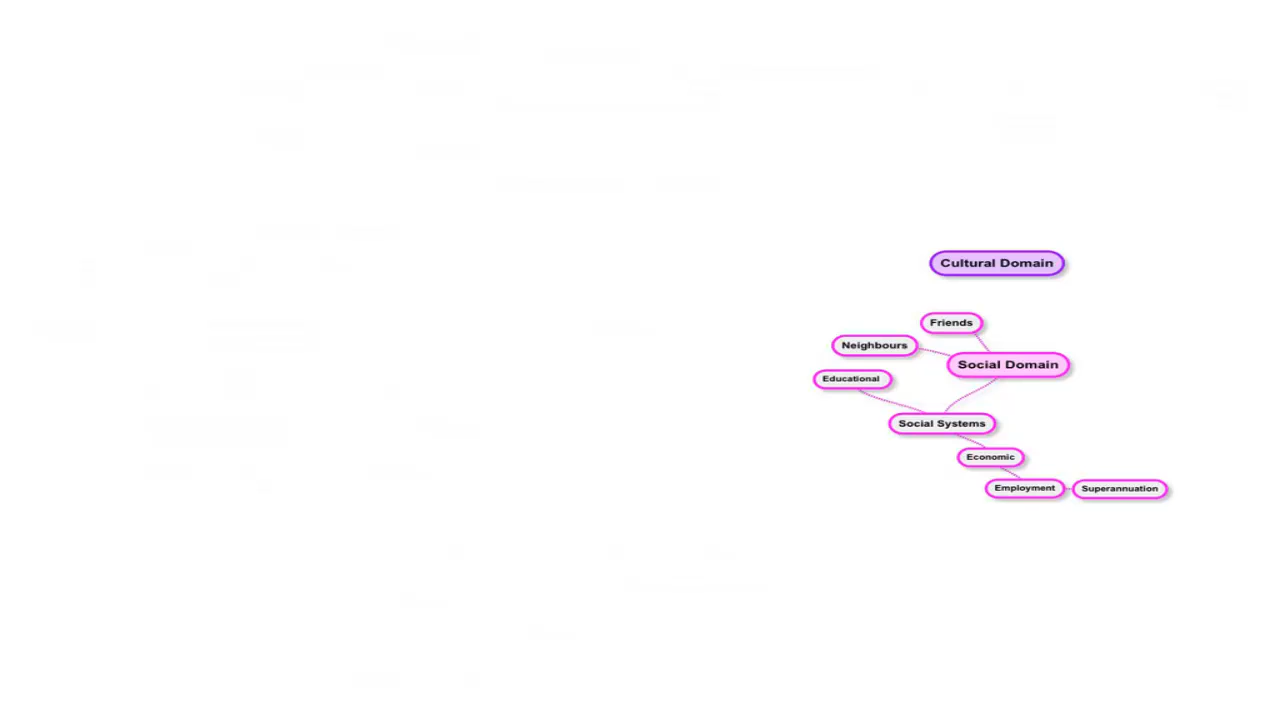 Cultural Domain
Friends
Neighbours
Social Domain
Educational
Social Systems
Economic
Employment
Superannuation